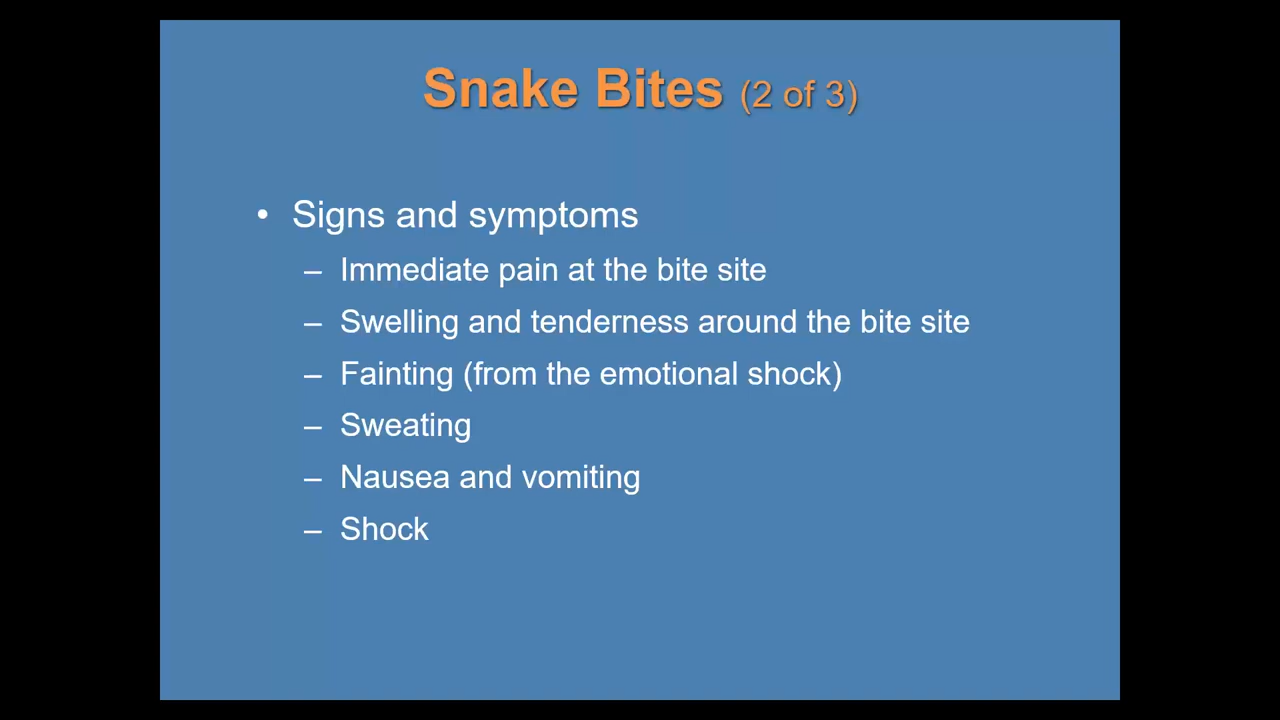 Snake Bites (2 of 3)
• Signs and symptoms
– Immediate pain at the bite site
– Swelling and tenderness around the bite site
– Fainting (from the emotional shock)
– Sweating
– Nausea and vomiting
– Shock